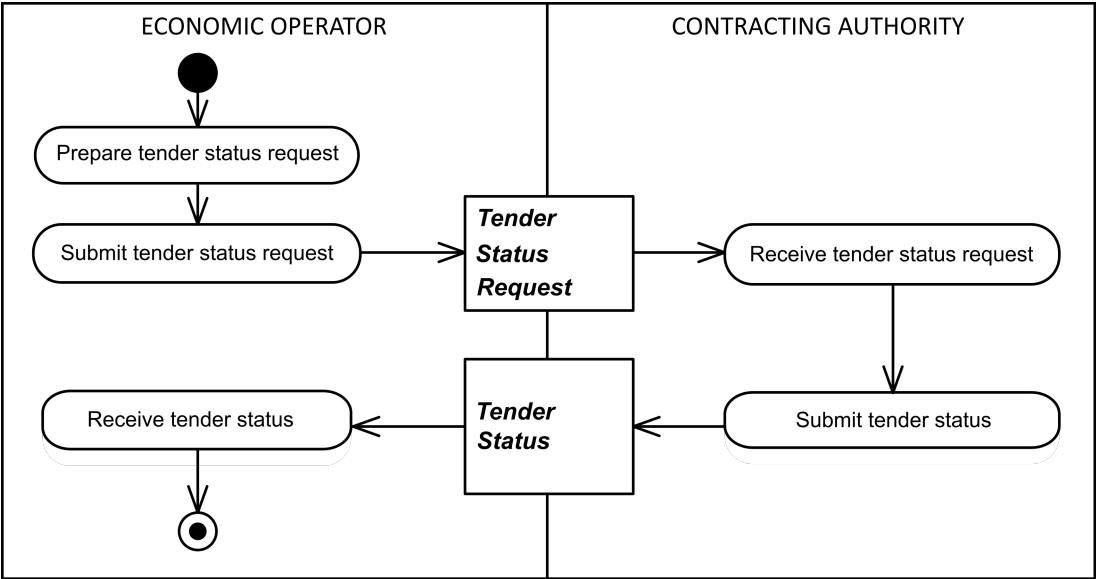 ECONOMIC OPERATOR
CONTRACTING AUTHORITY
Prepare tender status request
Submit tender status request
Tender
Status
Request
Receive tender status request
Receive tender status
Tender
Status
Submit tender status